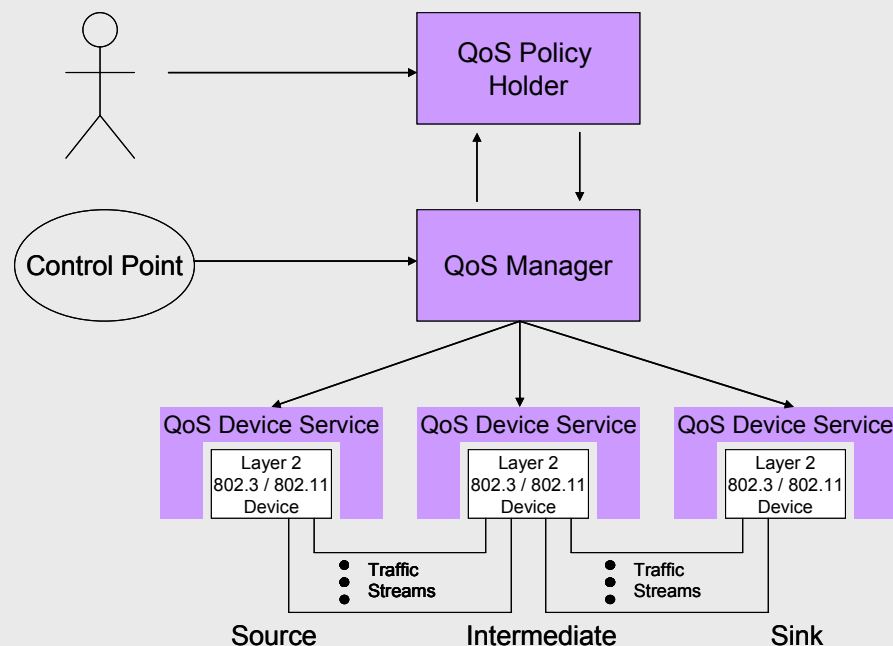 QoS Policy
Holder
Control Point
QoS Manager
QoS Device Service
QoS Device Service
QoS Device Service
Layer 2
802.3 / 802.11
Device
Layer 2
802.3 / 802.11
Device
Layer 2
802.3 / 802.11
Device
Traffic
Streams
Traffic
Streams
Source
Intermediate
Sink